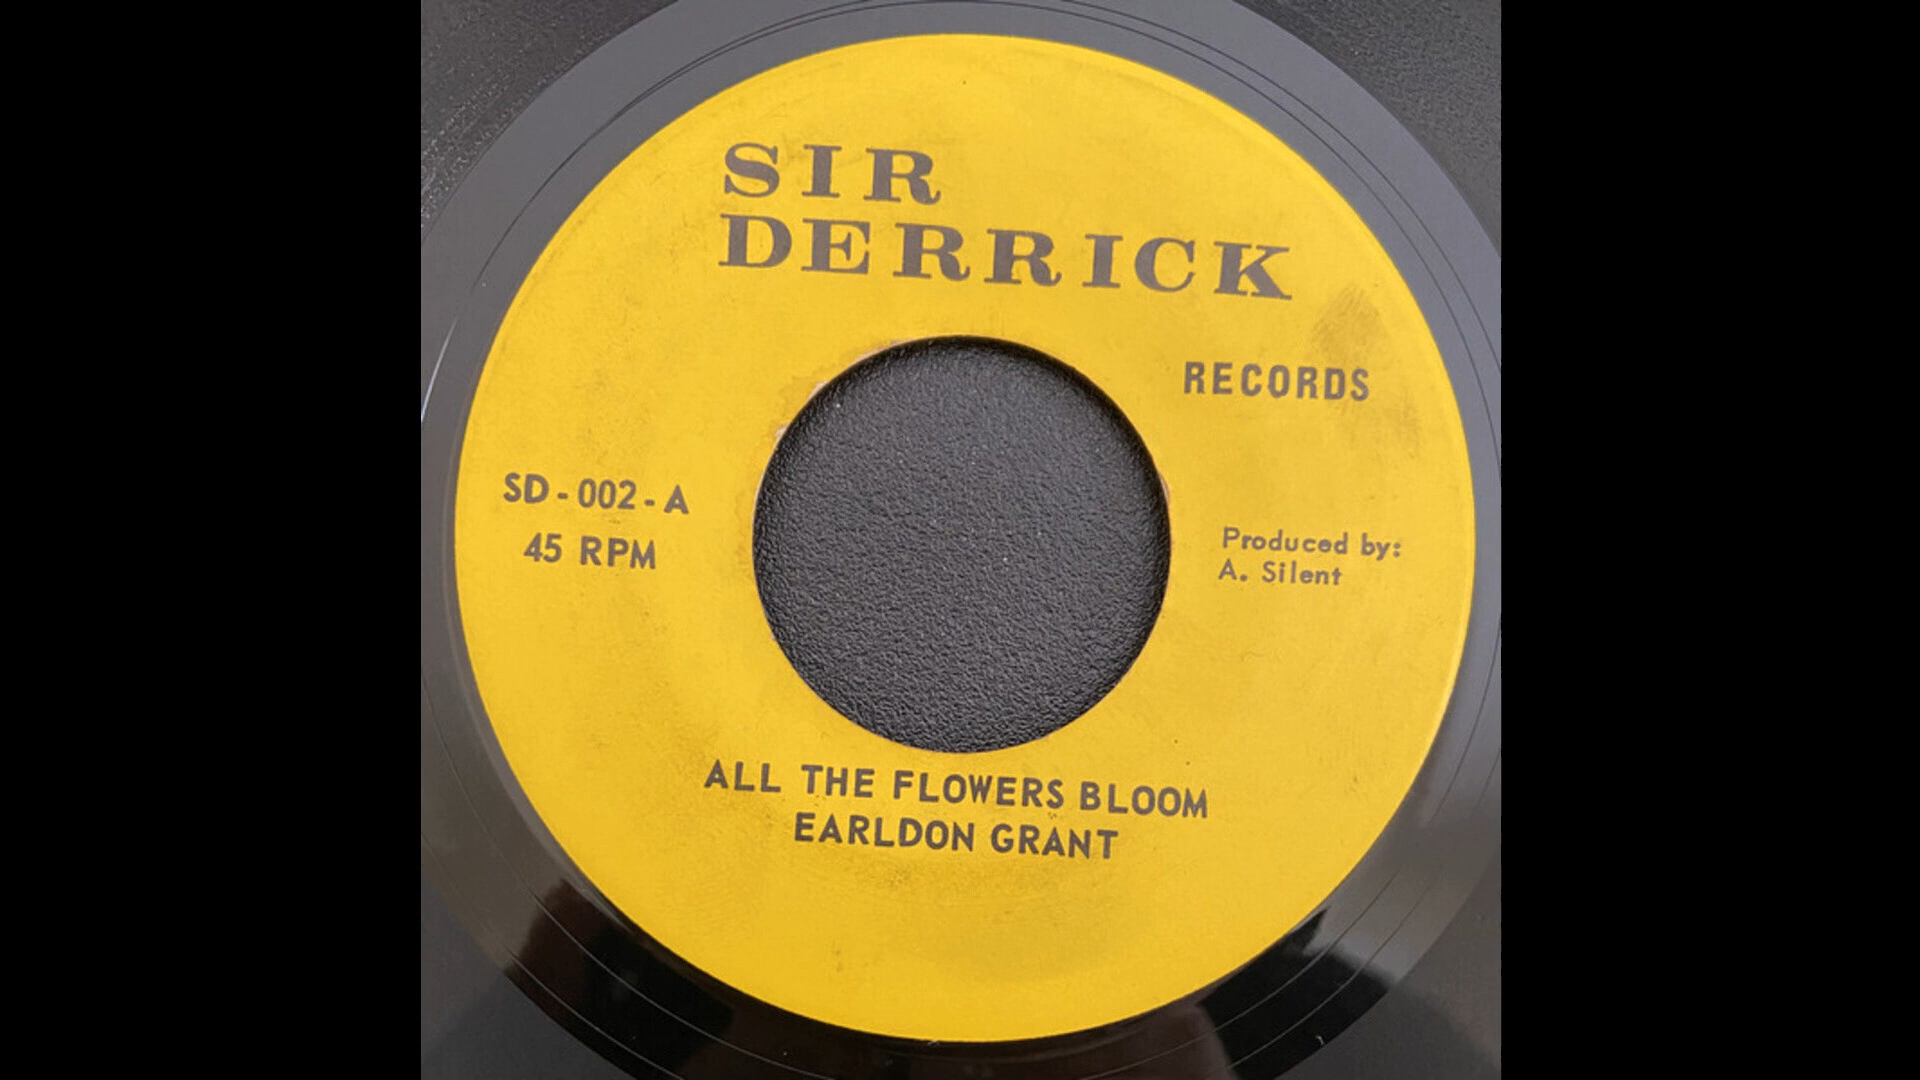 SIR
DERRICK
RECORDS
SD-002-A
45 RPM
Produced by:
A. Silent
ALL THE FLOWERS BLOOM
EARLDON GRANT